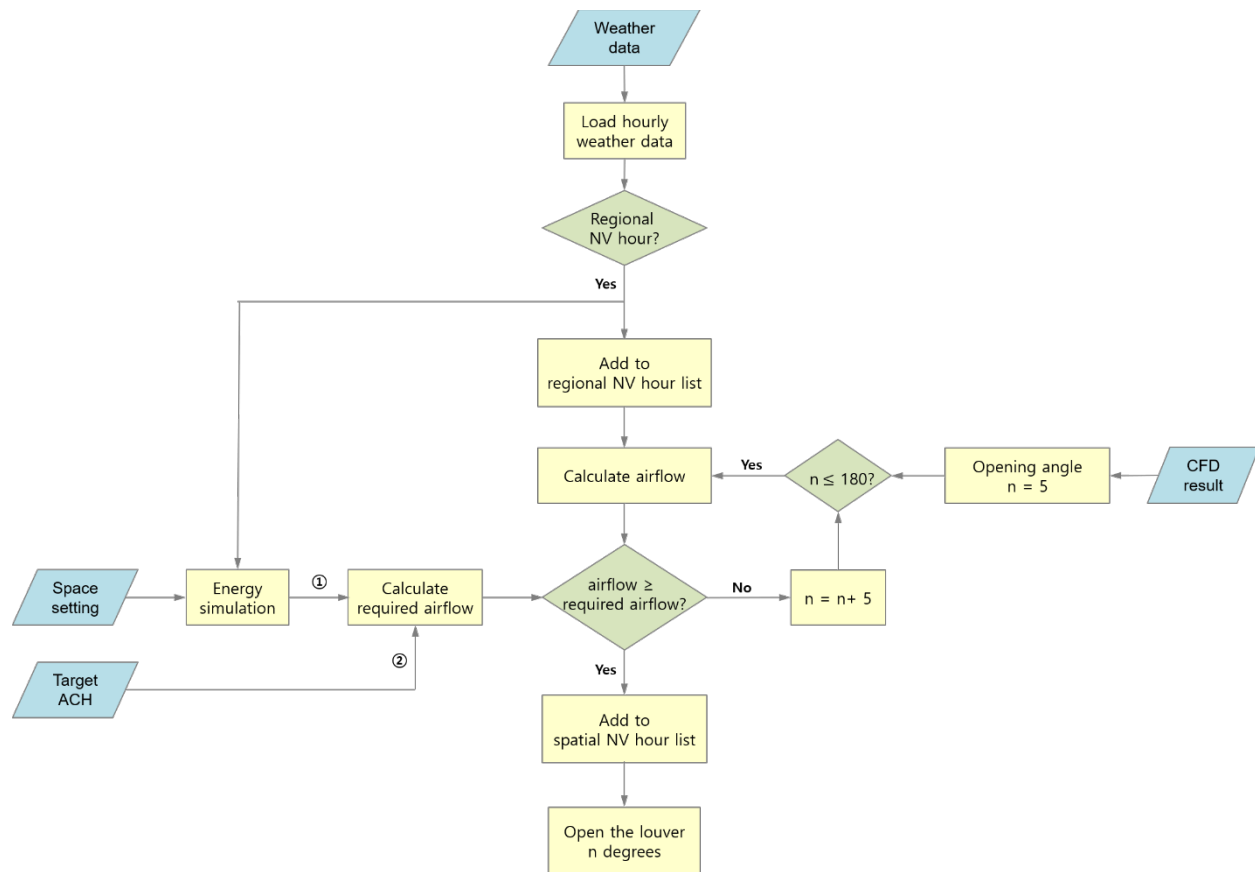 Weather
data
Load hourly
weather data
Regional
NV hour?
Yes
Add to
regional NV hour list
Calculate airflow
Yes
n ≤ 180?
Opening angle
n = 5
CFD
result
Space
setting
Energy
simulation
①
Calculate
required airflow
airflow ≥
required airflow?
No
n = n+ 5
②
Target
ACH
Yes
Add to
spatial NV hour list
Open the louver
n degrees